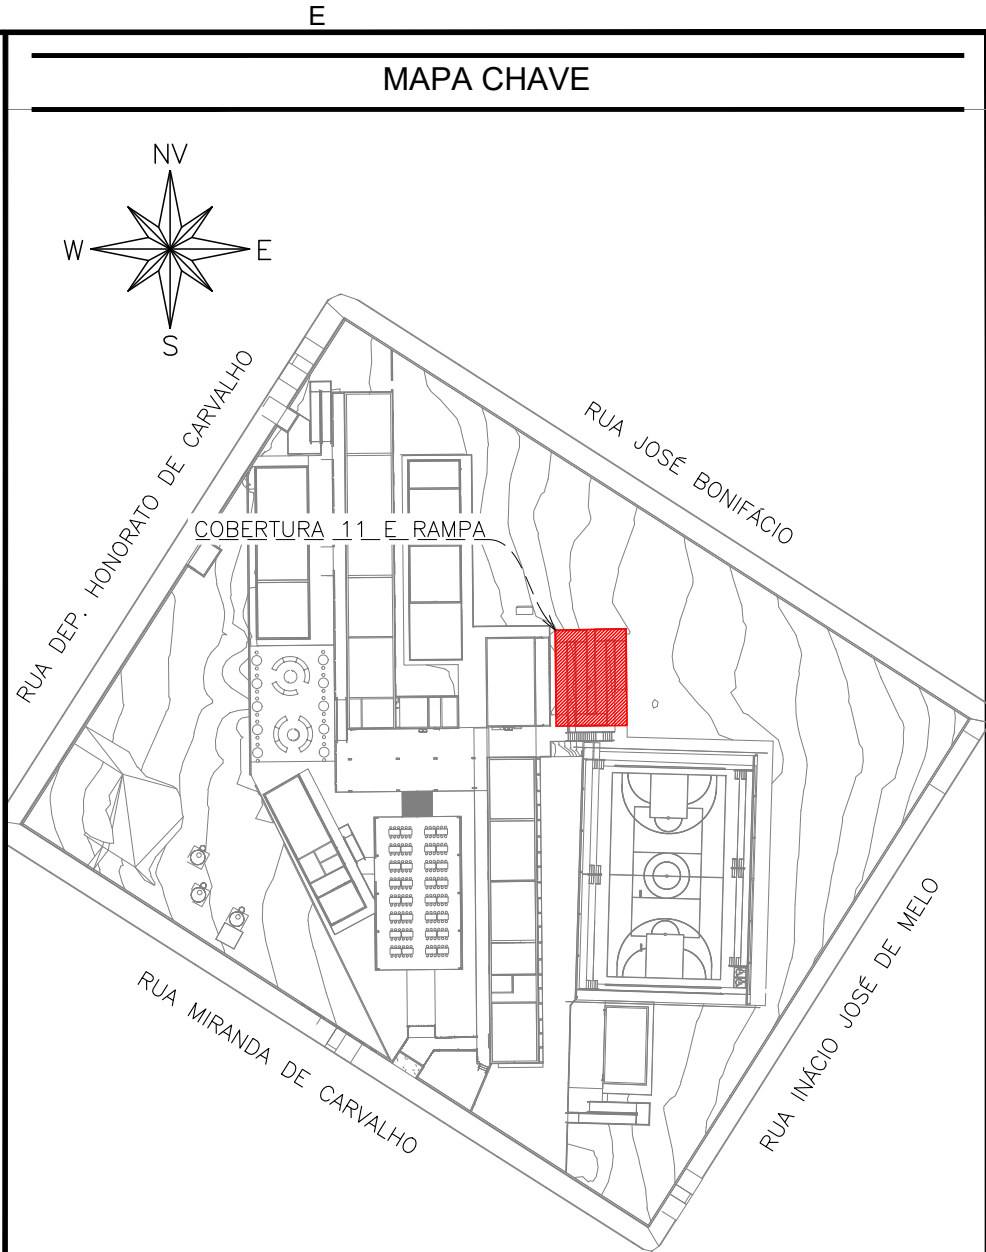 E
MAPA CHAVE
NV
W
E
S
RUA DEP. HONORATO DE CARVALHO
RUA JOSÉ BONIFÁCIO
COBERTURA 11 E RAMPA
RUA MIRANDA DE CARVALHO
RUA INÁCIO JOSÉ DE MELO